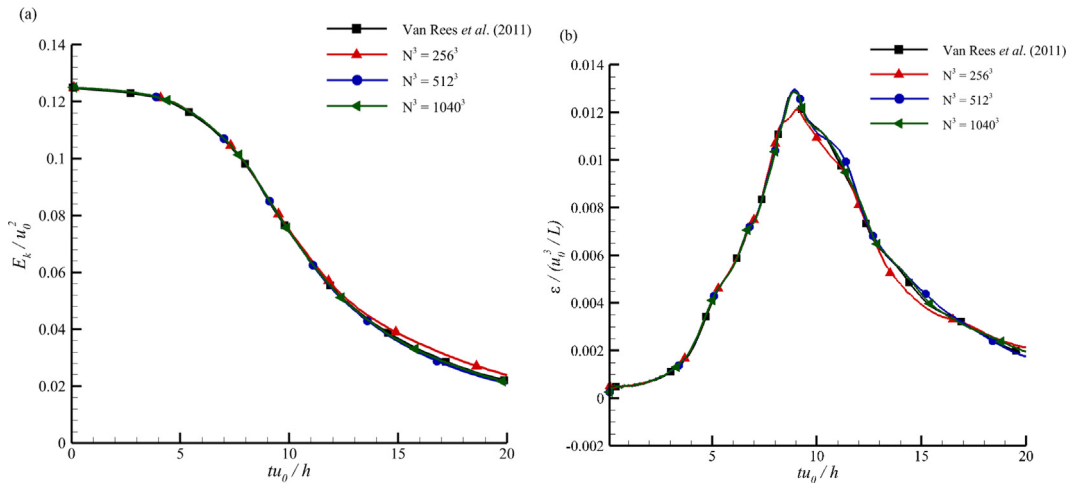 (a)
Van Rees et al. (2011)
N³ = 256³
N³ = 512³
N³ = 1040³
0.14
0.12
0.1
0.08
0.06
0.04
0.02
0
E_k / u_0^2
0 5 10 15 20
tu_0 / h
(b)
Van Rees et al. (2011)
N³ = 256³
N³ = 512³
N³ = 1040³
0.014
0.012
0.01
0.008
0.006
0.004
0.002
0
-0.002
ε / (u_0^3 / L)
5 10 15 20
tu_0 / h